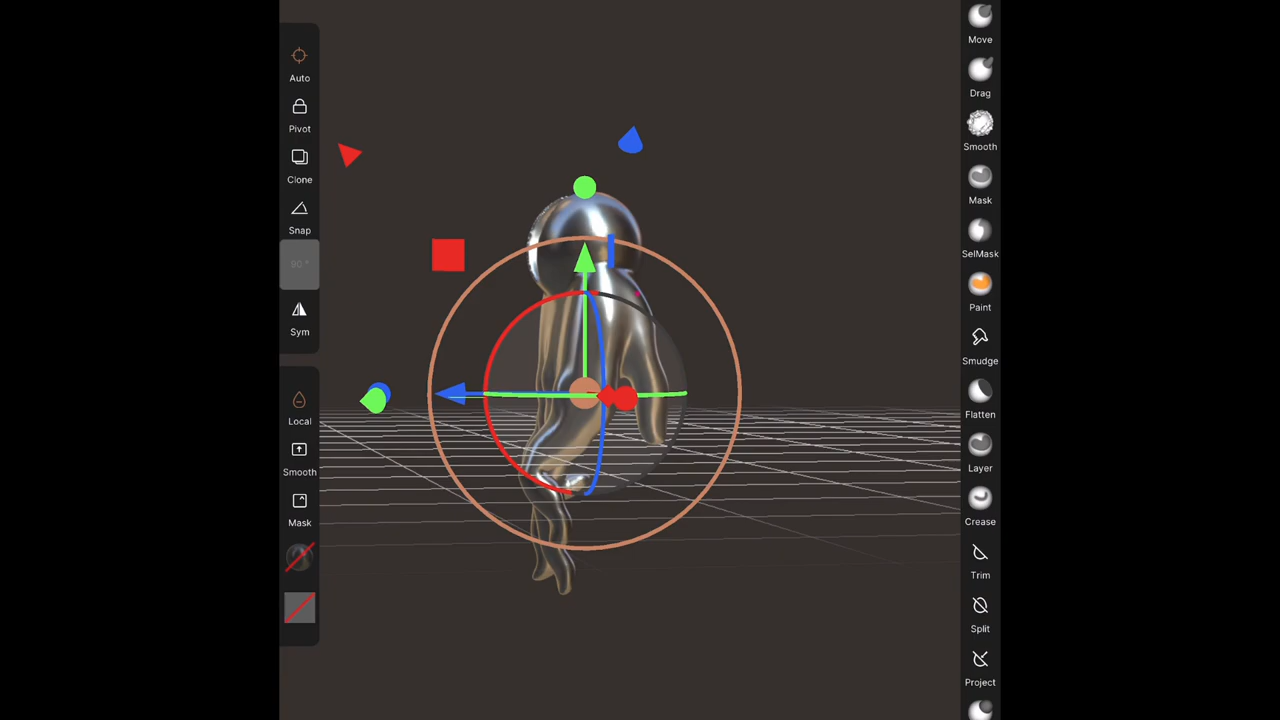 Auto
Pivot
Clone
Snap
90°
Sym
Local
Smooth
Mask
Move
Drag
Smooth
Mask
SelMask
Paint
Smudge
Flatten
Layer
Crease
Trim
Split
Project